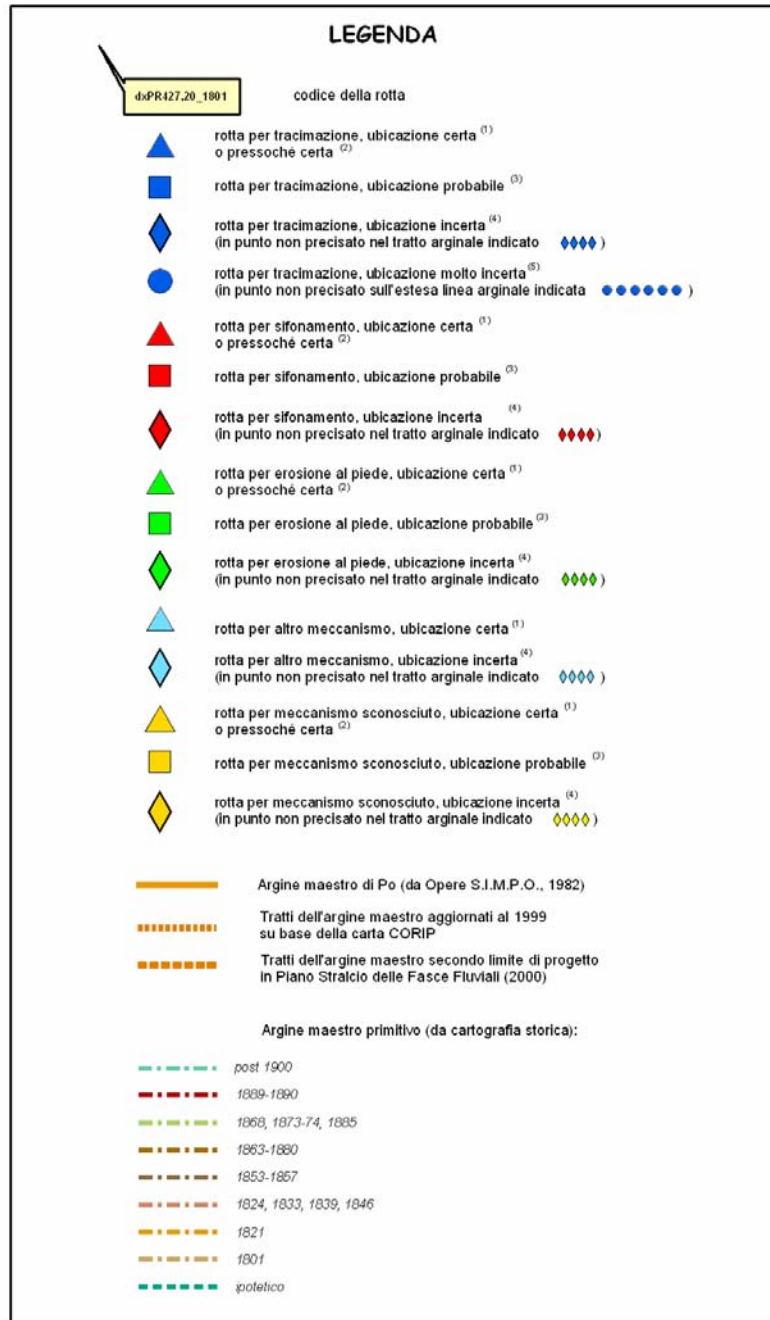 LEGENDA
dxPR427,20_1801
codice della rotta
rotta per tracimazione, ubicazione certa (1)
o pressoché certa (2)
rotta per tracimazione, ubicazione probabile (3)
rotta per tracimazione, ubicazione incerta (4)
(in punto non precisato nel tratto arginale indicato )
rotta per tracimazione, ubicazione molto incerta (5)
(in punto non precisato sull'estesa linea arginale indicata )
rotta per sifonamento, ubicazione certa (1)
o pressoché certa (2)
rotta per sifonamento, ubicazione probabile (3)
rotta per sifonamento, ubicazione incerta (4)
(in punto non precisato nel tratto arginale indicato )
rotta per erosione al piede, ubicazione certa (1)
o pressoché certa (2)
rotta per erosione al piede, ubicazione probabile (3)
rotta per erosione al piede, ubicazione incerta (4)
(in punto non precisato nel tratto arginale indicato )
rotta per altro meccanismo, ubicazione certa (1)
rotta per altro meccanismo, ubicazione incerta (4)
(in punto non precisato nel tratto arginale indicato )
rotta per meccanismo sconosciuto, ubicazione certa (1)
o pressoché certa (2)
rotta per meccanismo sconosciuto, ubicazione probabile (3)
rotta per meccanismo sconosciuto, ubicazione incerta (4)
(in punto non precisato nel tratto arginale indicato )
Argine maestro di Po (da Opere S.I.M.P.O., 1982)
Tratti dell'argine maestro aggiornati al 1999
su base della carta CORIP
Tratti dell'argine maestro secondo limite di progetto
in Piano Stralcio delle Fasce Fluviali (2000)
Argine maestro primitivo (da cartografia storica):
post 1900
1889-1890
1868, 1873-74, 1885
1863-1880
1853-1857
1824, 1833, 1839, 1846
1821
1801
ipotetico